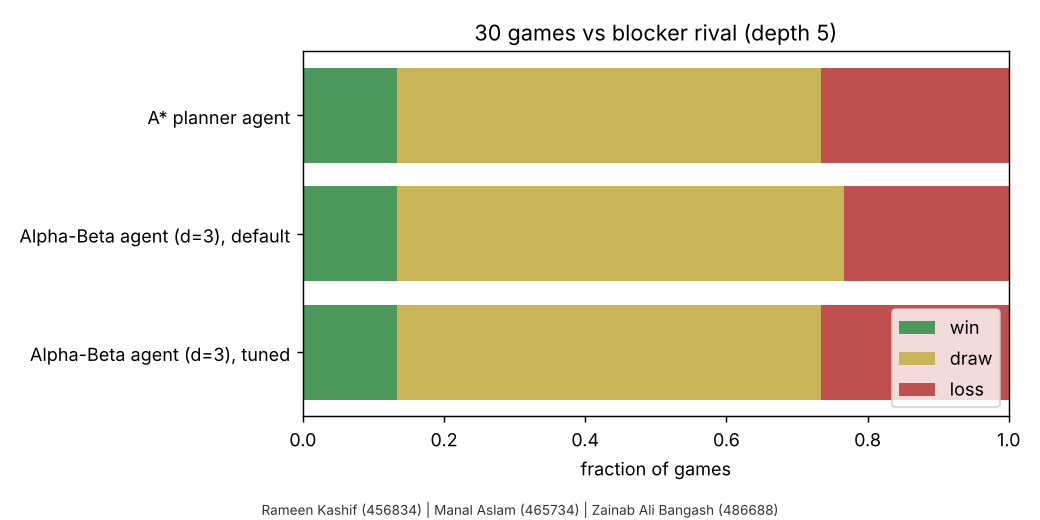 30 games vs blocker rival (depth 5)
A* planner agent
Alpha-Beta agent (d=3), default
Alpha-Beta agent (d=3), tuned
win
draw
loss
0.0 0.2 0.4 0.6 0.8 1.0
fraction of games
Rameen Kashif (456834) | Manal Aslam (465734) | Zainab Ali Bangash (486688)